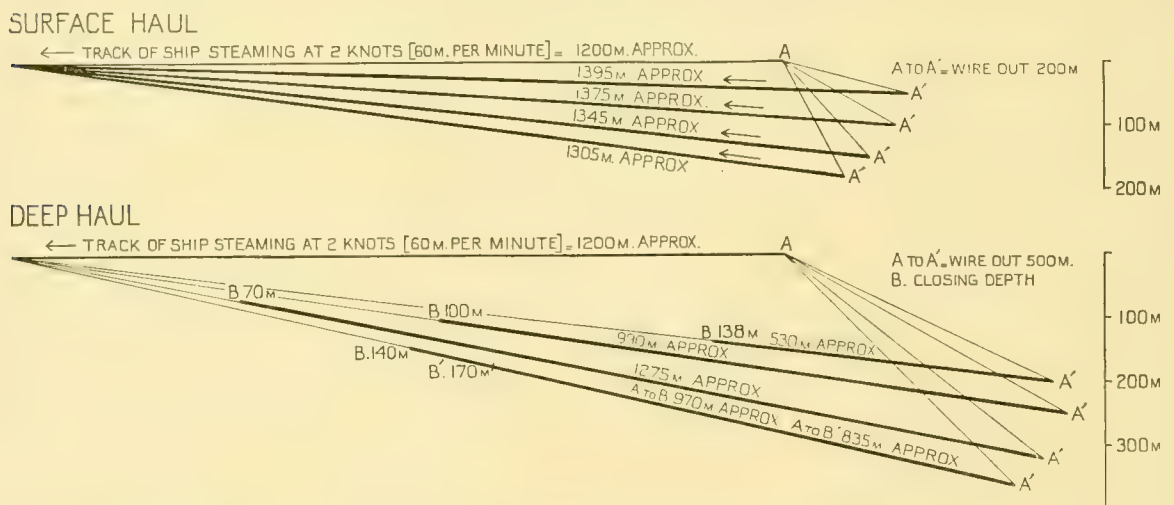 SURFACE HAUL
← TRACK OF SHIP STEAMING AT 2 KNOTS [60M. PER MINUTE] = 1200M. APPROX.
A
A TO A' = WIRE OUT 200M
1395M APPROX
A'
1375M APPROX.
A'
100M
1345M APPROX
A'
1305M. APPROX
A'
200M
DEEP HAUL
← TRACK OF SHIP STEAMING AT 2 KNOTS [60M. PER MINUTE] = 1200M. APPROX.
A
A TO A' = WIRE OUT 500M.
B. CLOSING DEPTH
B 70M
B 100M
100M
B 138M
530M APPROX
990M APPROX
B. 140M
B'. 170M
1275M APPROX
A'
200M
A'
A TO B 970M APPROX
A TO B' 835M APPROX
300M
A'
A'